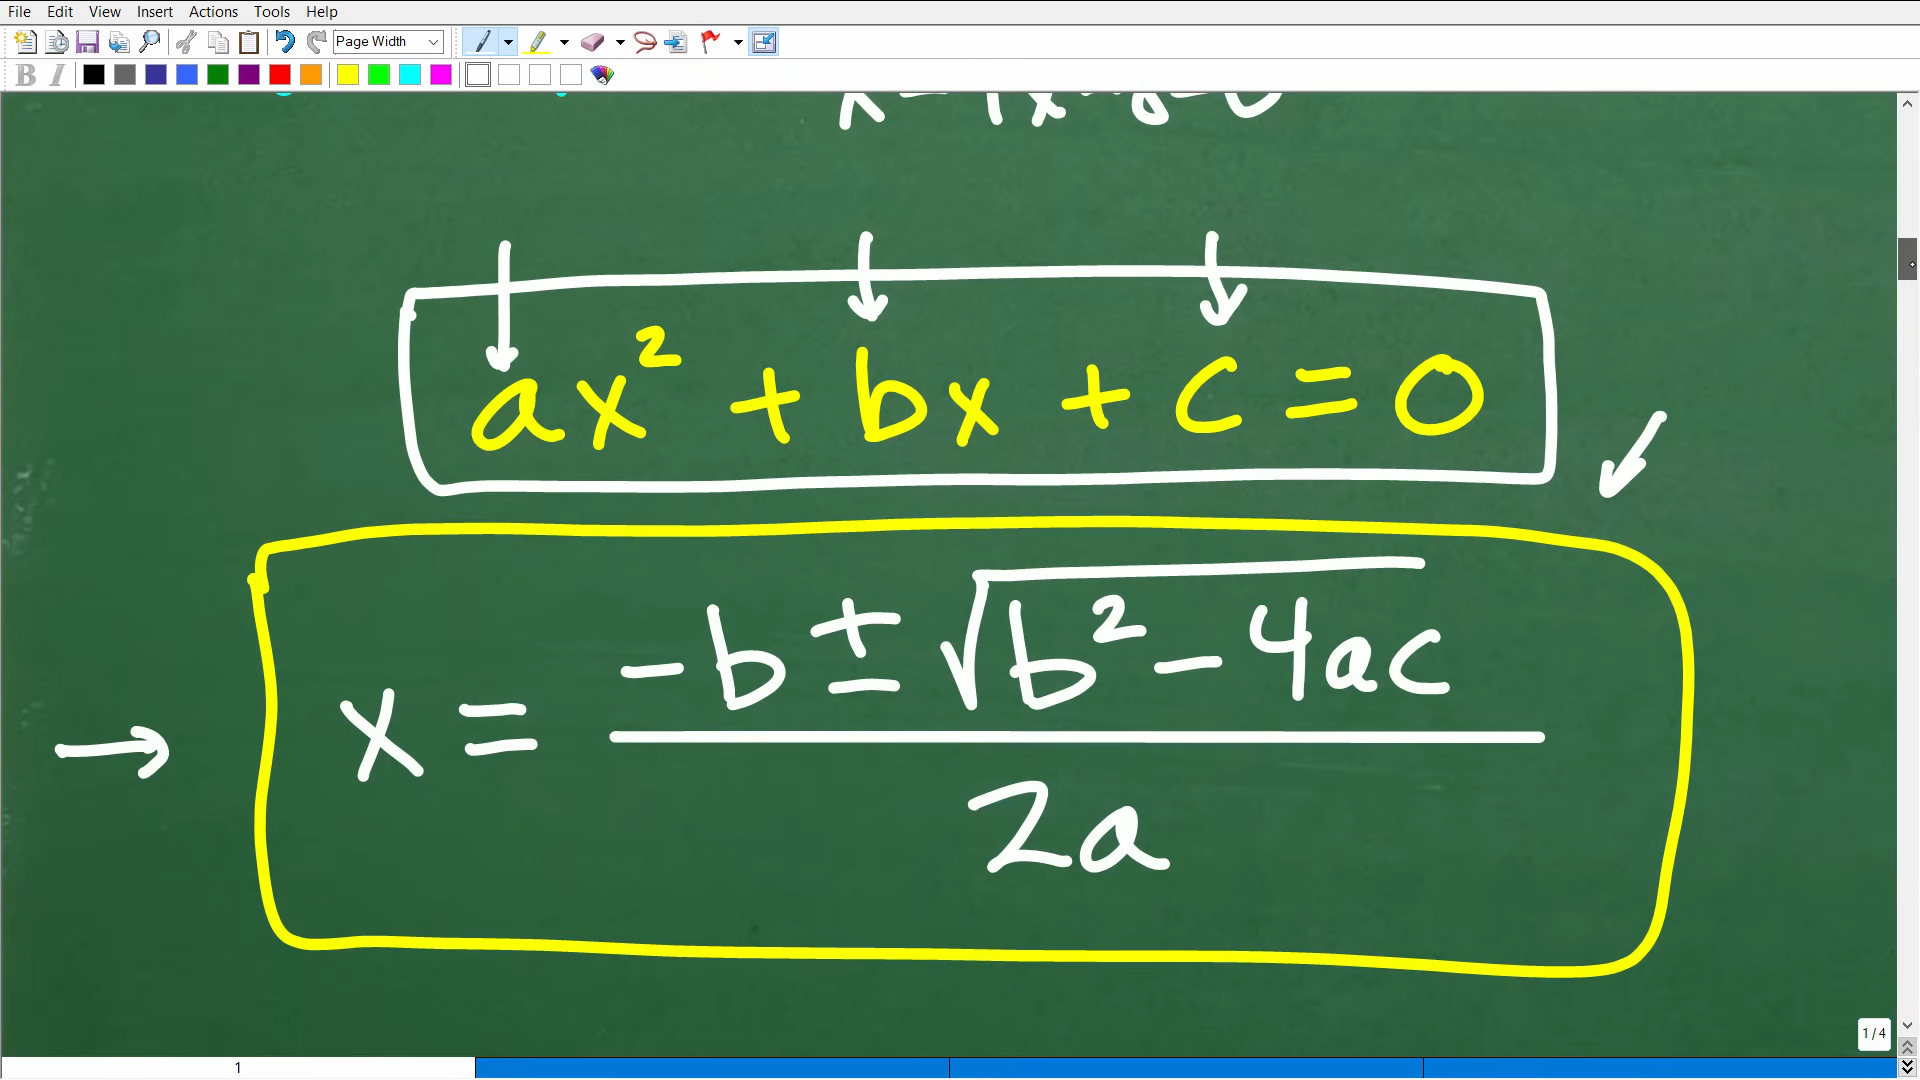 File Edit View Insert Actions Tools Help
Page Width
B I
ax² + bx + c = 0
x = -b ± √b² - 4ac
2a
1 / 4
1